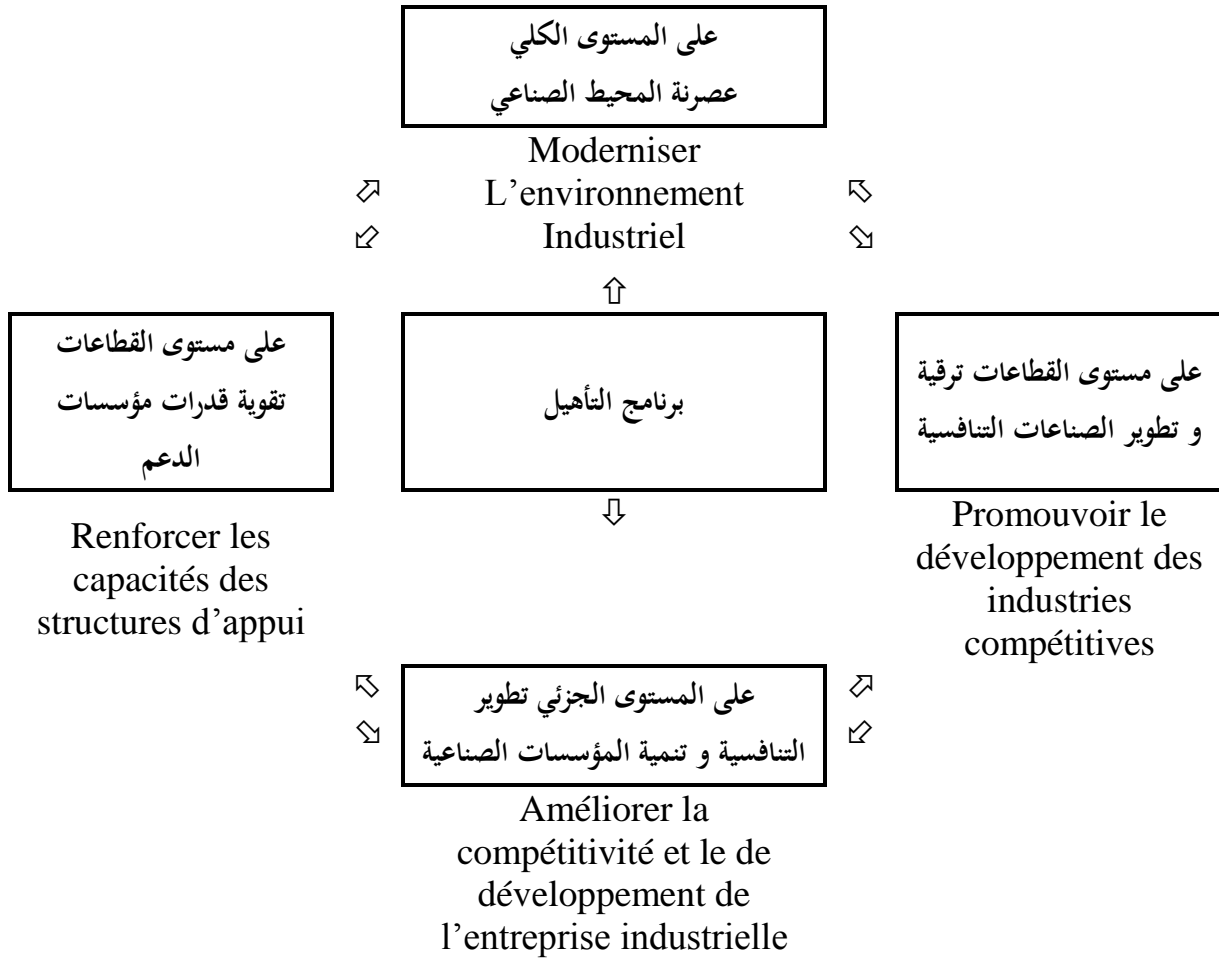 على المستوى الكلي
عصرنة المحيط الصناعي
Moderniser
L’environnement
Industriel
على مستوى القطاعات
تقوية قدرات مؤسسات
الدعم
برنامج التأهيل
على مستوى القطاعات ترقية
و تطوير الصناعات التنافسية
Renforcer les
capacités des
structures d’appui
Promouvoir le
développement des
industries
compétitives
على المستوى الجزئي تطوير
التنافسية و تنمية المؤسسات الصناعية
Améliorer la
compétitivité et le de
développement de
l’entreprise industrielle